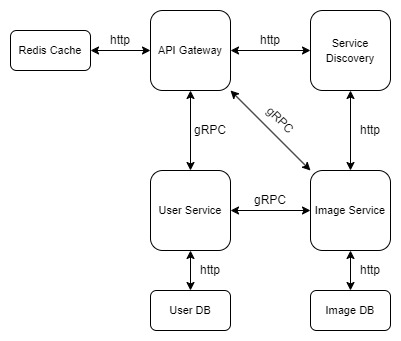 Redis Cache
http
API Gateway
http
Service
Discovery
gRPC
gRPC
http
User Service
gRPC
Image Service
http
http
User DB
Image DB